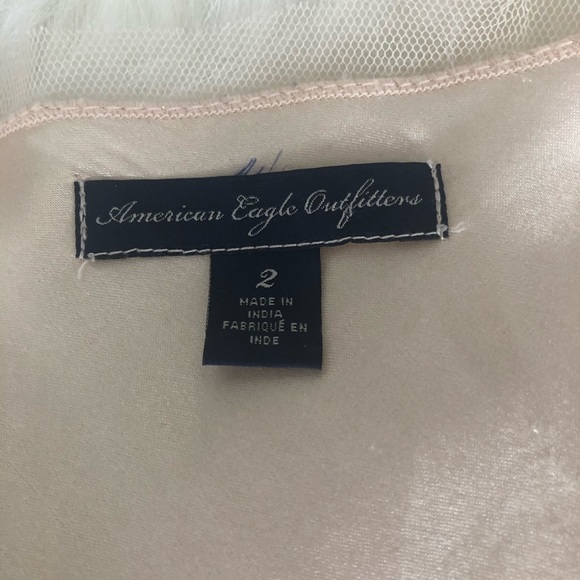 American Eagle Outfitters
2
MADE IN
INDIA
FABRIQUÉ EN
INDE